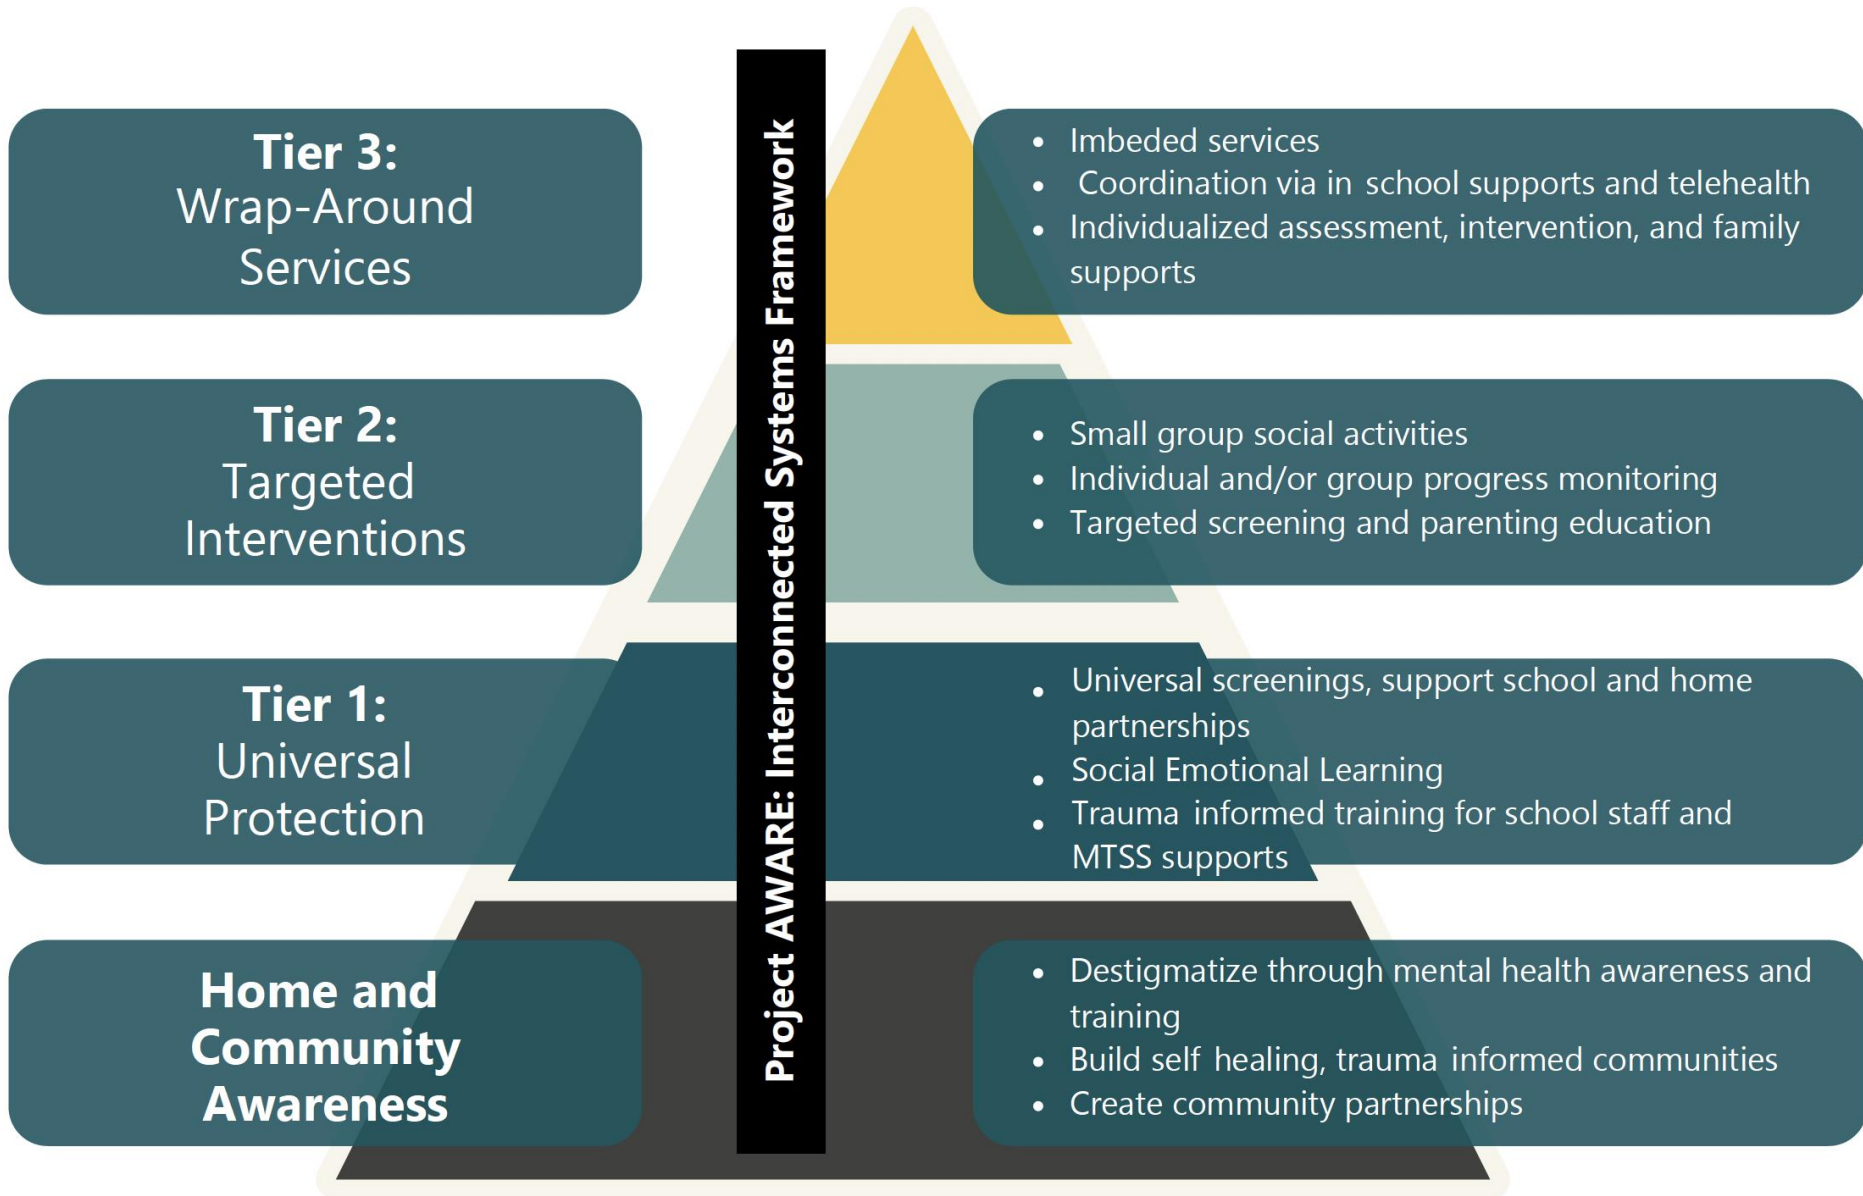 Project AWARE: Interconnected Systems Framework
Tier 3:
Wrap-Around
Services
• Imbeded services
• Coordination via in school supports and telehealth
• Individualized assessment, intervention, and family
supports
Tier 2:
Targeted
Interventions
• Small group social activities
• Individual and/or group progress monitoring
• Targeted screening and parenting education
Tier 1:
Universal
Protection
• Universal screenings, support school and home
partnerships
• Social Emotional Learning
• Trauma informed training for school staff and
MTSS supports
Home and
Community
Awareness
• Destigmatize through mental health awareness and
training
• Build self healing, trauma informed communities
• Create community partnerships